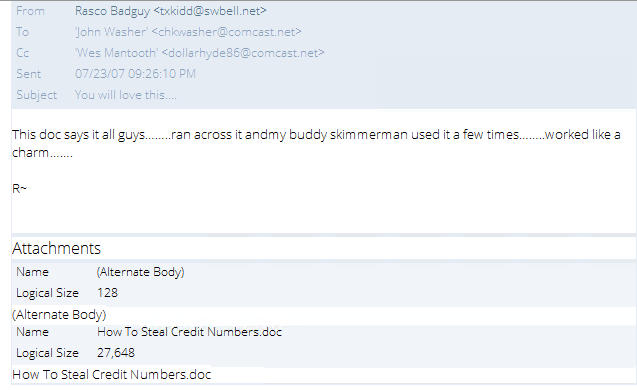 From Rasco Badguy <txkidd@swbell.net>
To 'John Washer' <chkwasher@comcast.net>
Cc 'Wes Mantooth' <dollarhyde86@comcast.net>
Sent 07/23/07 09:26:10 PM
Subject You will love this....
This doc says it all guys........ran across it andmy buddy skimmerman used it a few times........worked like a
charm.......
R~
Attachments
Name (Alternate Body)
Logical Size 128
(Alternate Body)
Name How To Steal Credit Numbers.doc
Logical Size 27,648
How To Steal Credit Numbers.doc